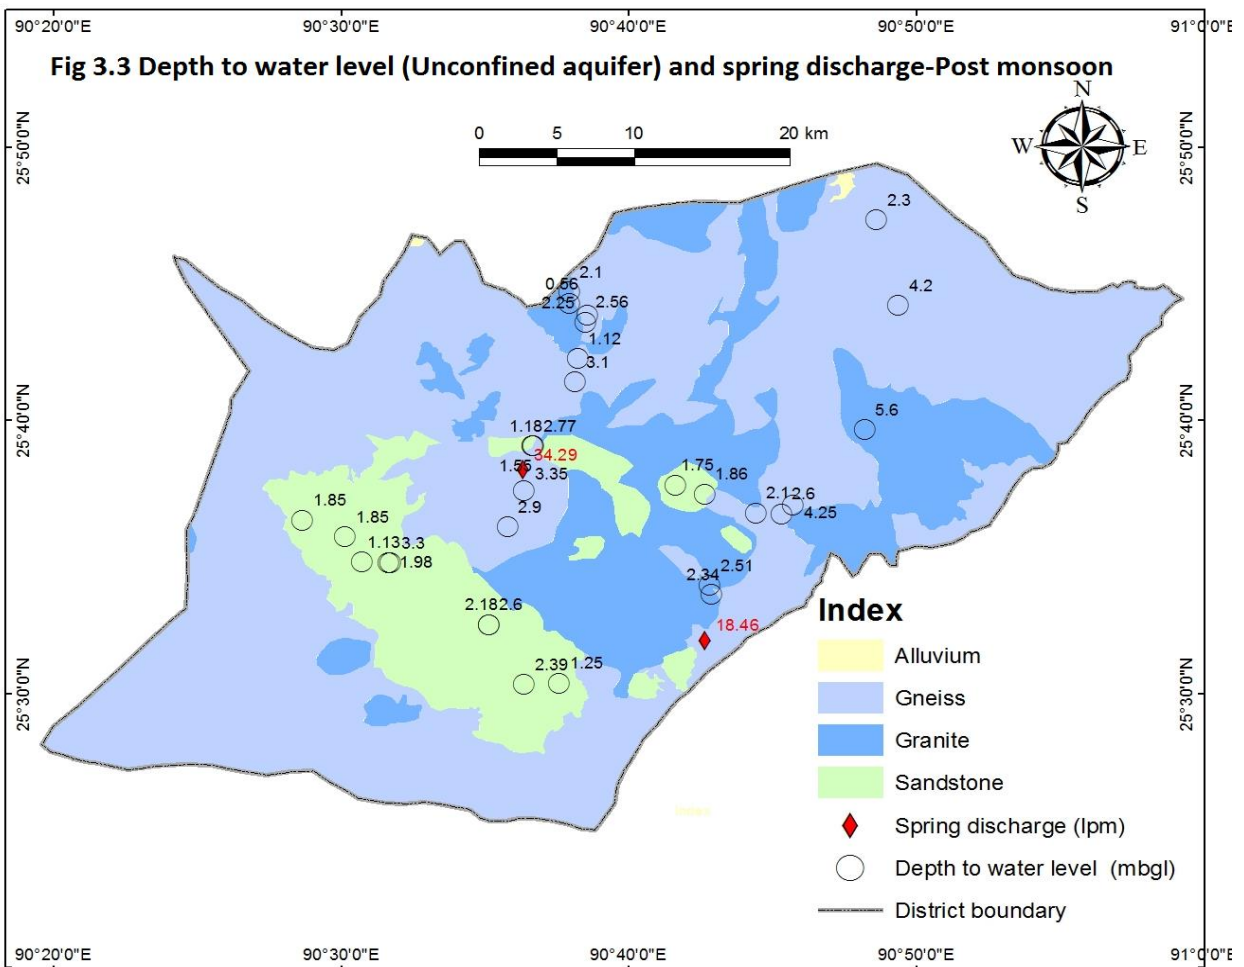 90°20'0"E 90°30'0"E 90°40'0"E 90°50'0"E 91°0'0"E
Fig 3.3 Depth to water level (Unconfined aquifer) and spring discharge-Post monsoon
N
W E
S
0 5 10 20 km
25°50'0"N 25°50'0"N
2.3
2.1
0.56
4.2
2.25 2.56
1.12
3.1
25°40'0"N 25°40'0"N
5.6
1.18 2.77
34.29
1.55 3.35
1.75
1.86
1.85
2.9
2.1 2.6
1.85
4.25
1.13 3.3
1.98
2.51
2.34
2.18 2.6
18.46
2.39 1.25
25°30'0"N 25°30'0"N
Index
Alluvium
Gneiss
Granite
Sandstone
Spring discharge (lpm)
Depth to water level (mbgl)
District boundary
90°20'0"E 90°30'0"E 90°40'0"E 90°50'0"E 91°0'0"E